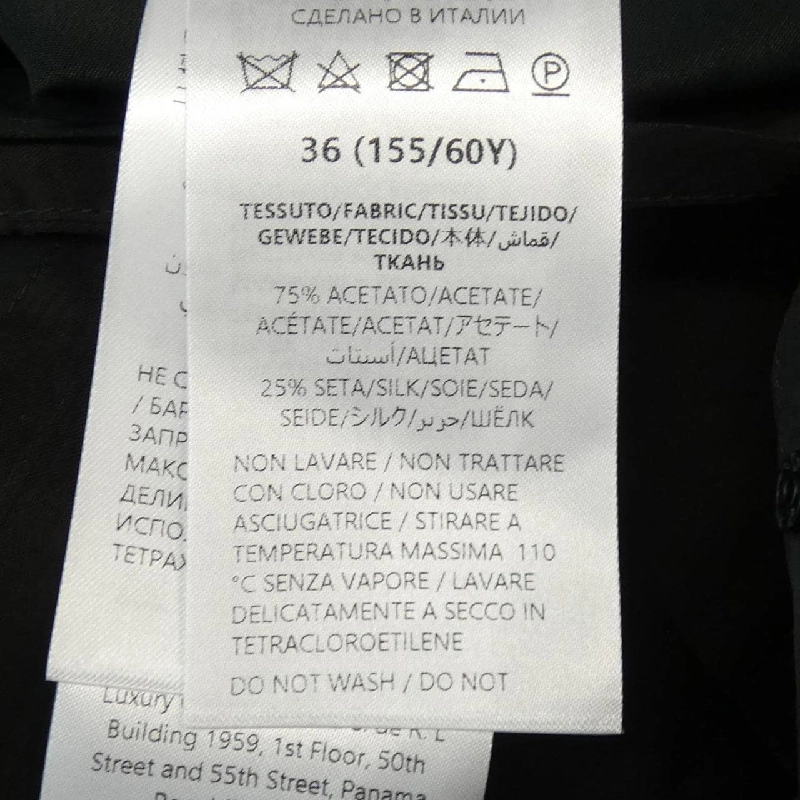 СДЕЛАНО В ИТАЛИИ
P
36 (155/60Y)
TESSUTO/FABRIC/TISSU/TEJIDO/
GEWEBE/TECIDO/本体/قماش/
ТКАНЬ
75% ACETATO/ACETATE/
ACÉTATE/ACETAT/アセテート/
أسيتات/АЦЕТАТ
25% SETA/SILK/SOIE/SEDA/
SEIDE/シルク/حرير/ШЁЛК
NON LAVARE / NON TRATTARE
CON CLORO / NON USARE
ASCIUGATRICE / STIRARE A
TEMPERATURA MASSIMA 110
°C SENZA VAPORE / LAVARE
DELICATAMENTE A SECCO IN
TETRACLOROETILENE
DO NOT WASH / DO NOT
НЕ С
/ БАР
ЗАПР
МАКС
ДЕЛИ
ИСПО
ТЕТРАХ
Luxury
Building 1959, 1st Floor, 50th
Street and 55th Street, Panama